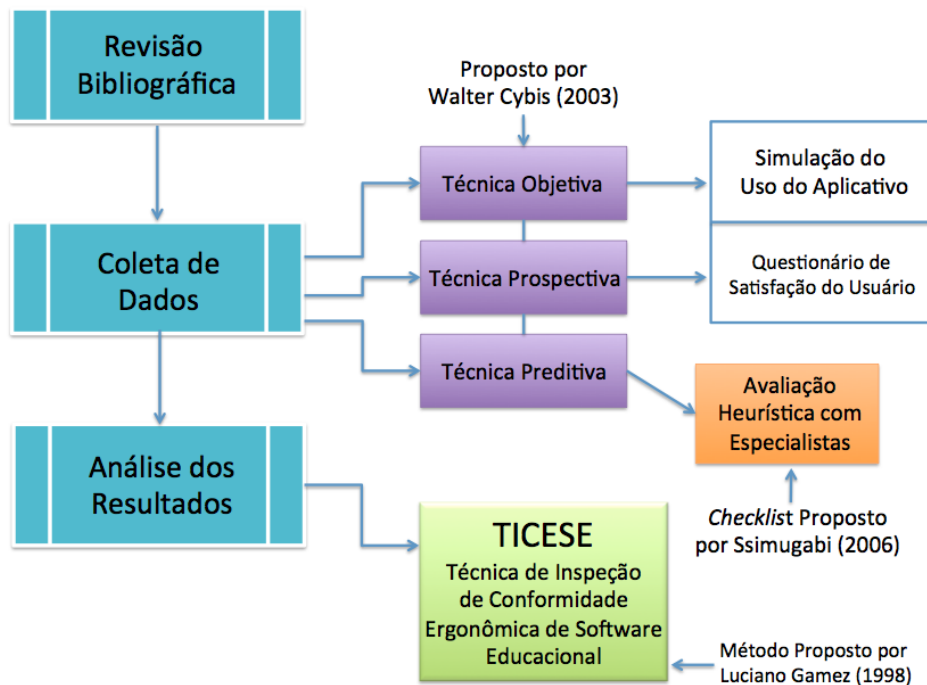 Revisão
Bibliográfica
Proposto por
Walter Cybis (2003)
Técnica Objetiva
Simulação do
Uso do Aplicativo
Coleta de
Dados
Técnica Prospectiva
Questionário de
Satisfação do Usuário
Técnica Preditiva
Avaliação
Heurística com
Especialistas
Análise dos
Resultados
Checklist Proposto
por Ssimugabi (2006)
TICESE
Técnica de Inspeção
de Conformidade
Ergonômica de Software
Educacional
Método Proposto por
Luciano Gamez (1998)